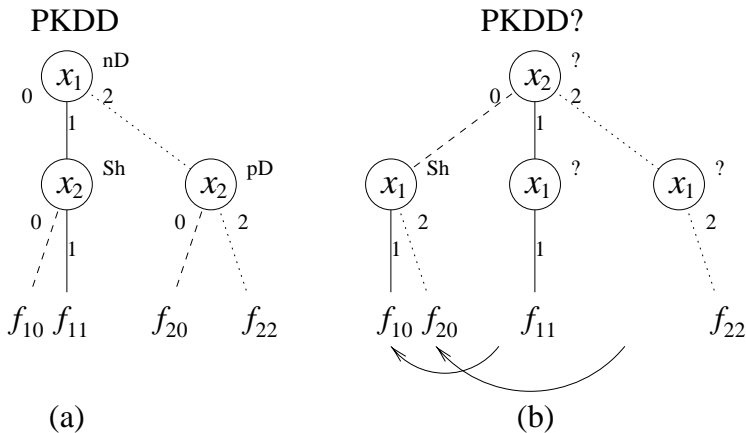 PKDD PKDD?
x1 nD x2 ?
0 2 0 2
1 1
x2 Sh x2 pD x1 Sh x1 ? x1 ?
0 0 2 2 2
1 1 1
f10 f11 f20 f22 f10 f20 f11 f22
(a) (b)